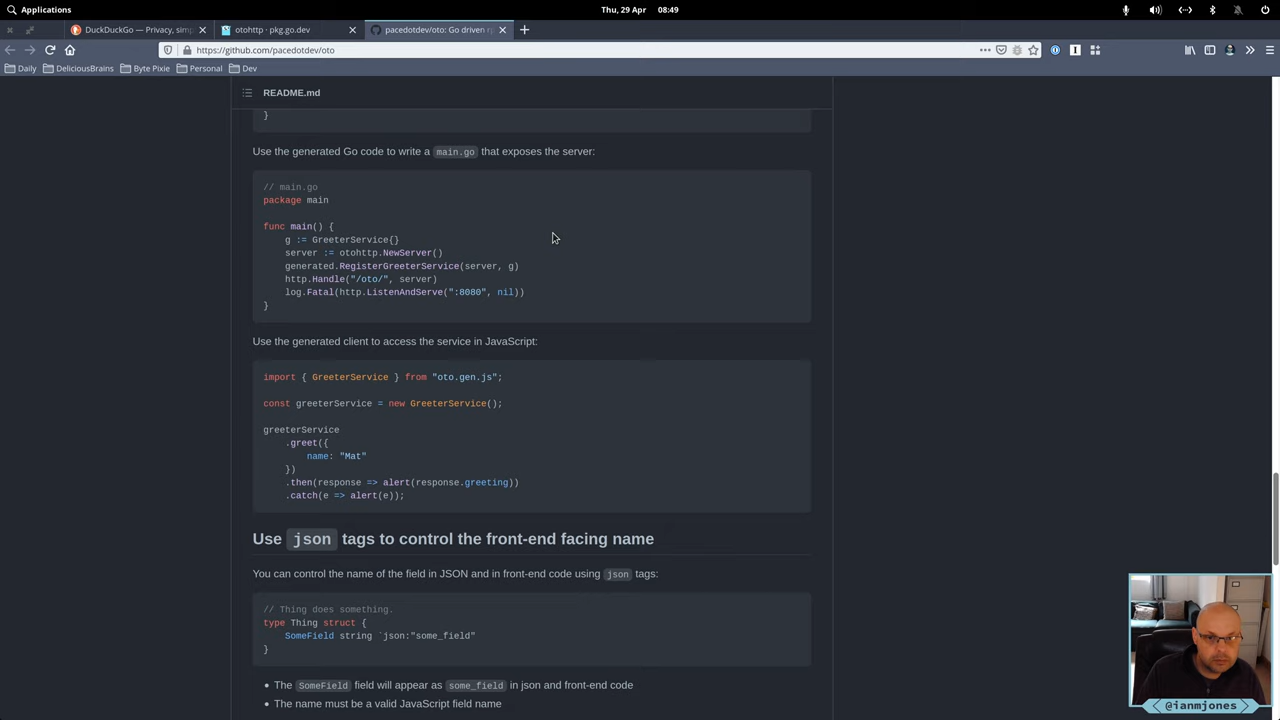 Applications
Thu, 29 Apr 08:49
DuckDuckGo — Privacy, sim
otohttp · pkg.go.dev
pacedotdev/oto: Go driven r
https://github.com/pacedotdev/oto
Daily DeliciousBrains Byte Pixie Personal Dev
README.md
}
Use the generated Go code to write a main.go that exposes the server:
// main.go
package main
func main() {
g := GreeterService{}
server := otohttp.NewServer()
generated.RegisterGreeterService(server, g)
http.Handle("/oto/", server)
log.Fatal(http.ListenAndServe(":8080", nil))
}
Use the generated client to access the service in JavaScript:
import { GreeterService } from "oto.gen.js";
const greeterService = new GreeterService();
greeterService
.greet({
name: "Mat"
})
.then(response => alert(response.greeting))
.catch(e => alert(e));
Use json tags to control the front-end facing name
You can control the name of the field in JSON and in front-end code using json tags:
// Thing does something.
type Thing struct {
SomeField string `json:"some_field"
}
The SomeField field will appear as some_field in json and front-end code
The name must be a valid JavaScript field name
@ianmjones